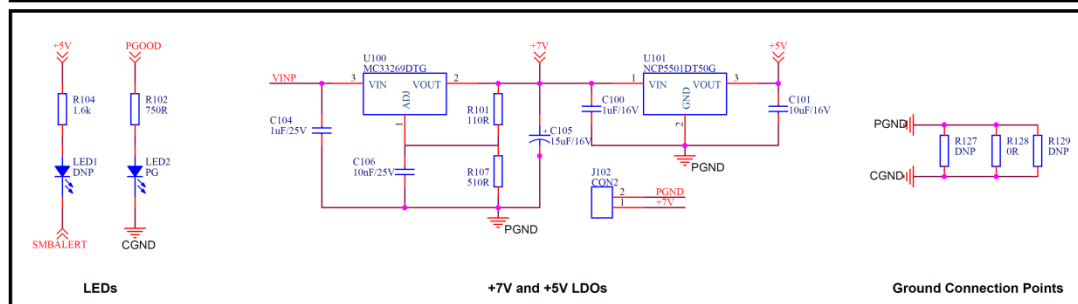 +5V
PGOOD
R104
1.6k
R102
750R
LED1
DNP
LED2
PG
SMBALERT
CGND
LEDs
VINP
U100
MC33269DTG
3
VIN
VOUT
2
ADJ
1
C104
1uF/25V
C106
10nF/25V
R101
110R
R107
510R
+7V
C105
15uF/16V
+
PGND
C100
1uF/16V
U101
NCP5501DT50G
1
VIN
VOUT
3
GND
2
PGND
+5V
C101
10uF/16V
J102
CON2
2
PGND
1
+7V
+7V and +5V LDOs
PGND
CGND
R127
DNP
R128
0R
R129
DNP
Ground Connection Points